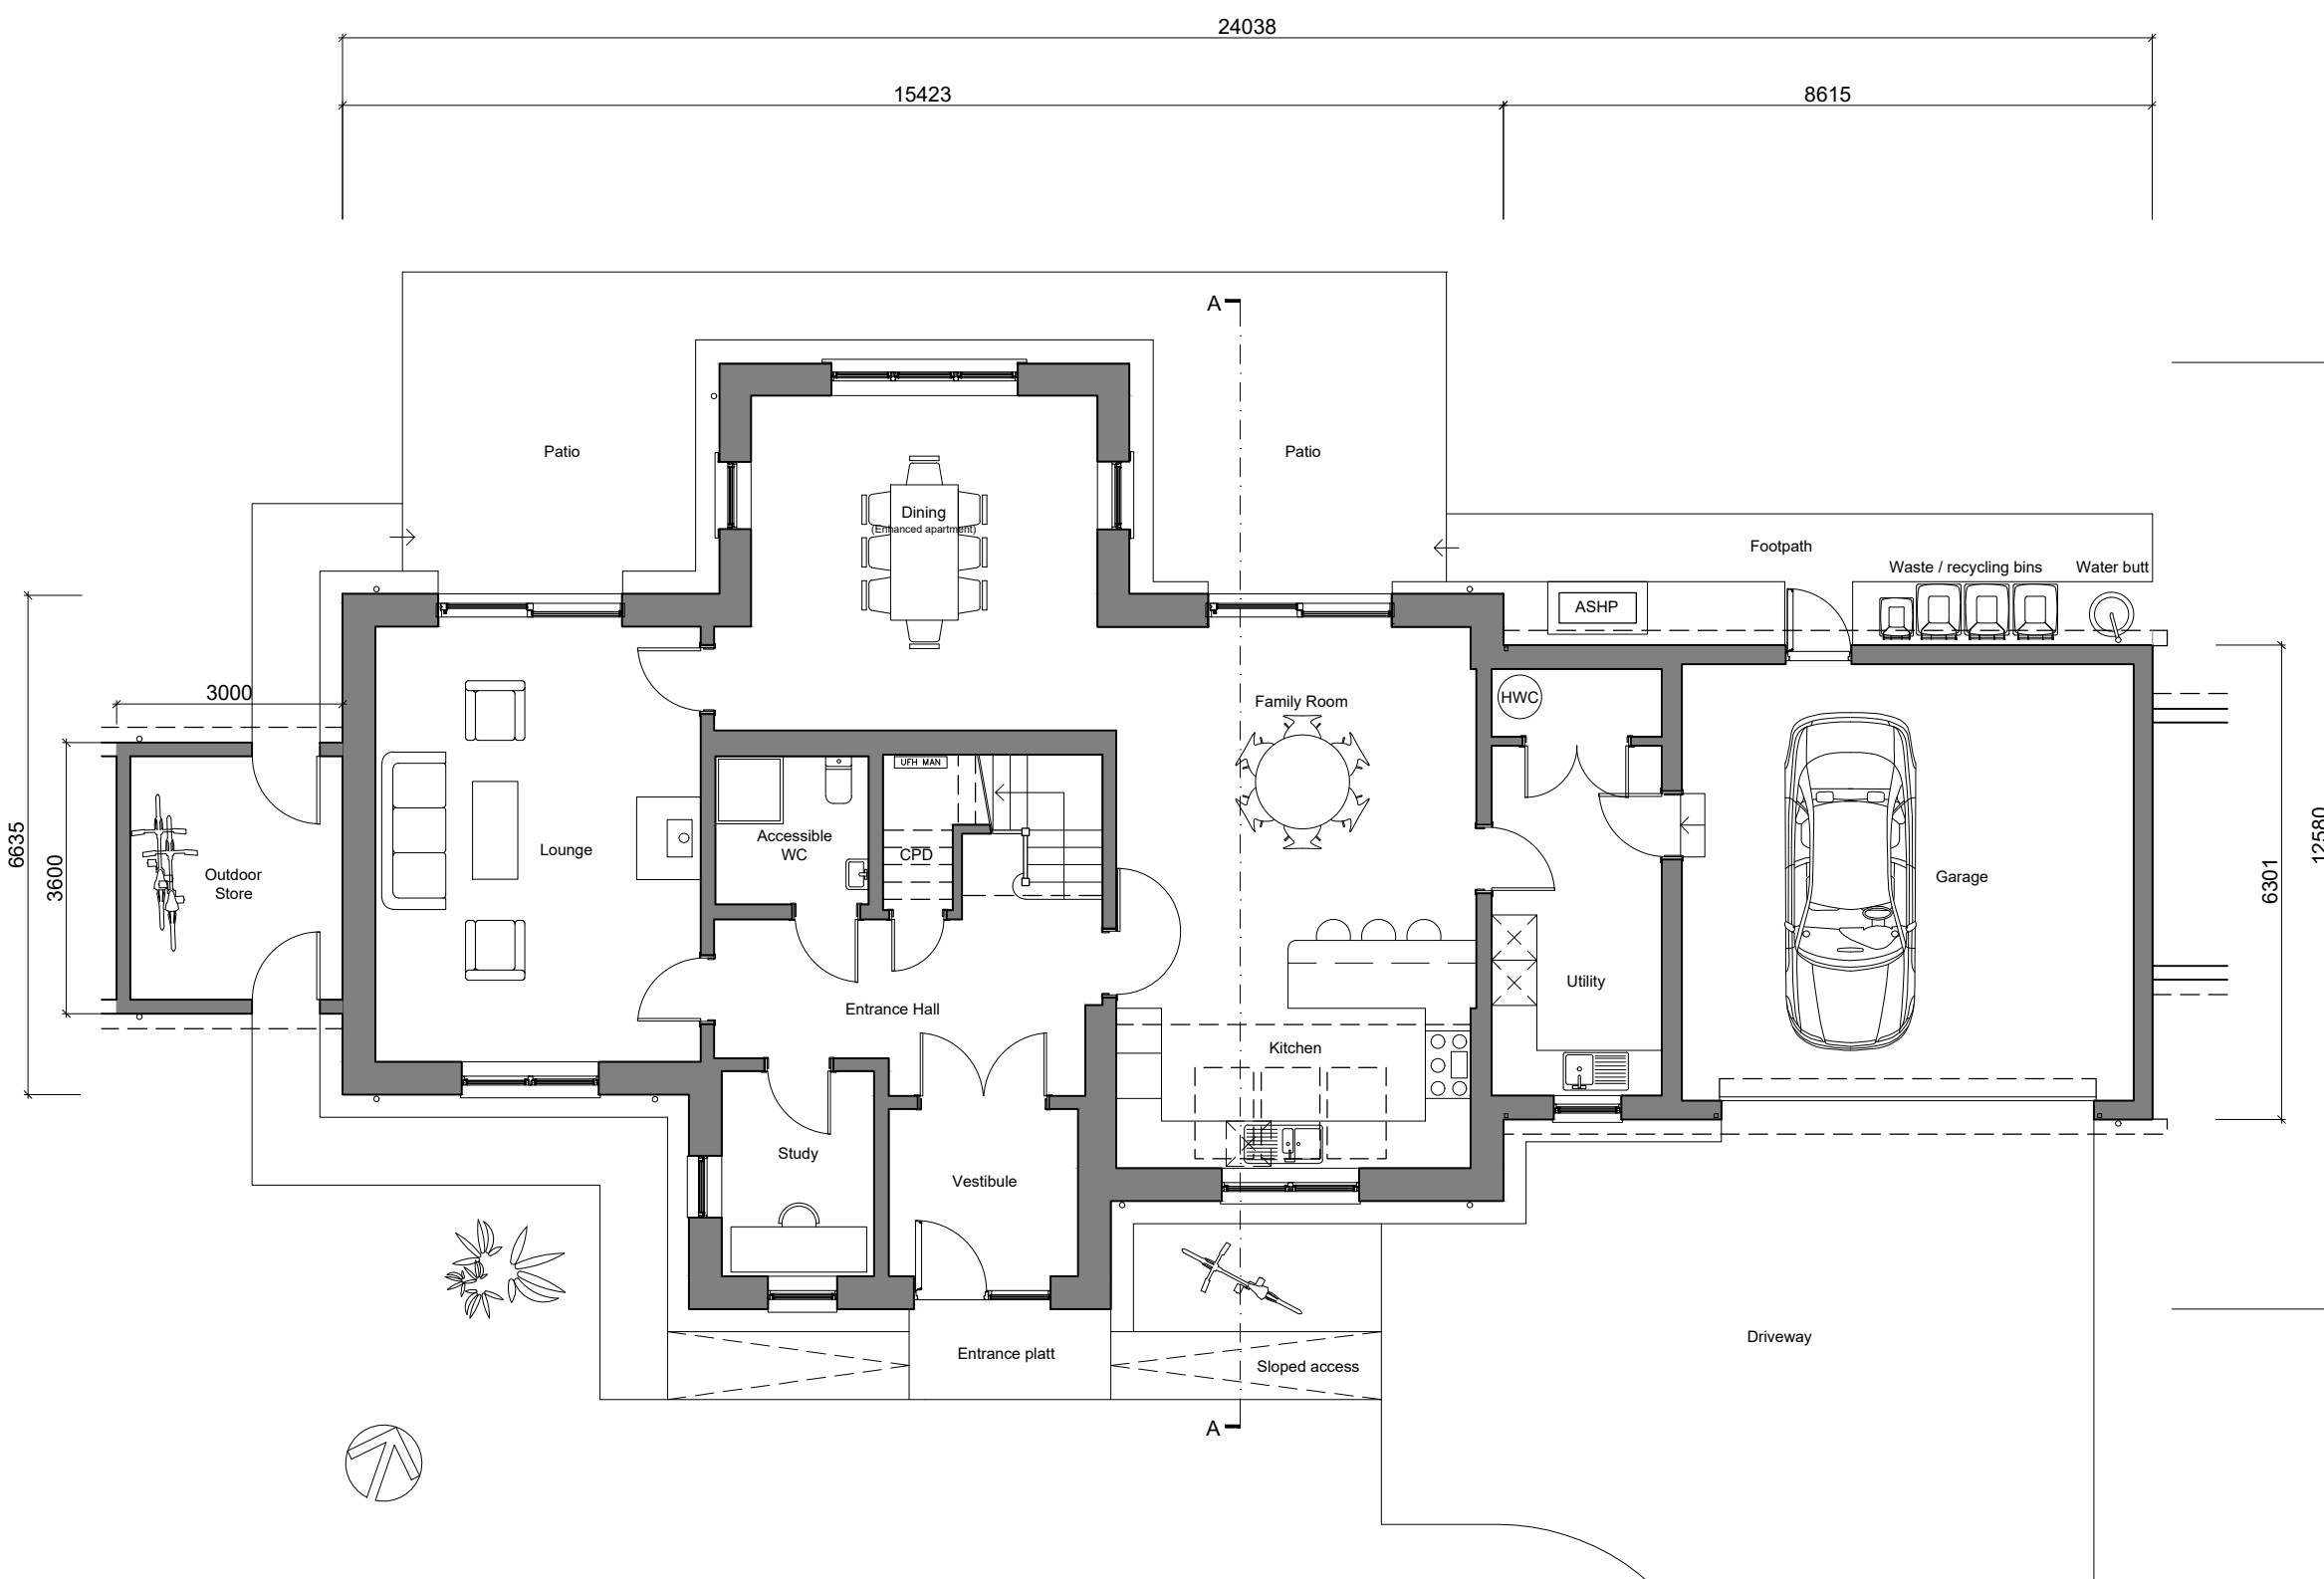 24038
15423
8615
A
Patio
Patio
Dining
(Enhanced apartment)
Footpath
Waste / recycling bins
Water butt
ASHP
3000
Family Room
HWC
UFH MAN
Accessible
WC
CPD
Lounge
Outdoor
Store
6635
3600
Garage
6301
12580
Utility
Entrance Hall
Kitchen
Study
Vestibule
Entrance platt
Sloped access
Driveway
A